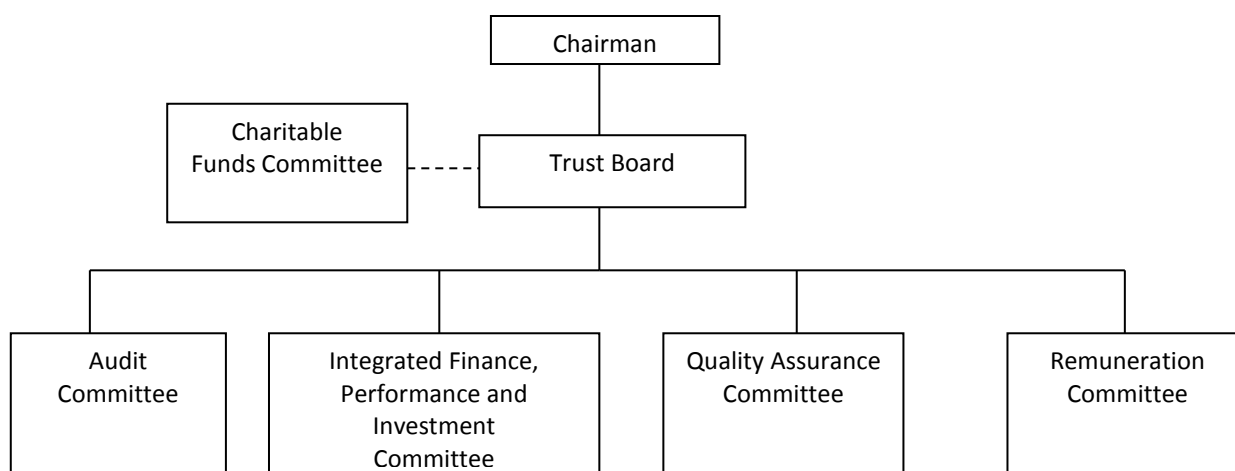 Chairman
Charitable
Funds Committee
Trust Board
Audit
Committee
Integrated Finance,
Performance and
Investment
Committee
Quality Assurance
Committee
Remuneration
Committee